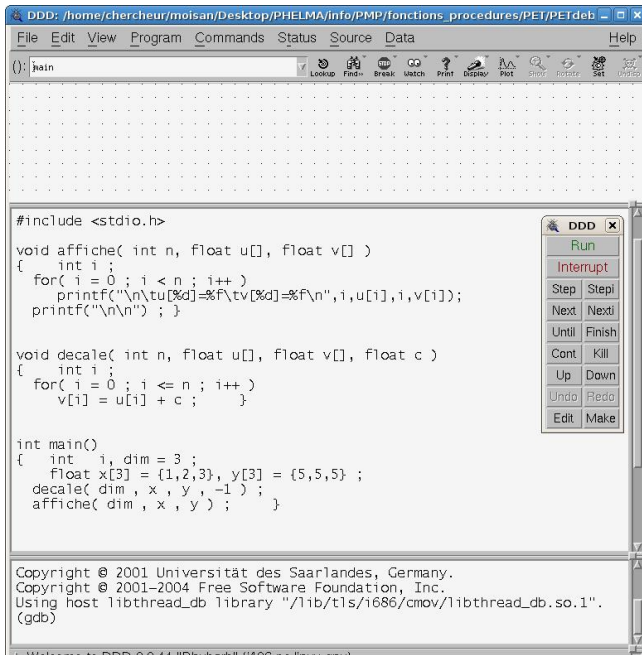 DDD: /home/chercheur/moisan/Desktop/PHELMA/info/PMP/fonctions_procedures/PET/PETdeb
File Edit View Program Commands Status Source Data Help
(): main
Lookup Find» Break Watch Print Display Plot Show Rotate Set Undisp
#include <stdio.h>
void affiche( int n, float u[], float v[] )
{ int i ;
for( i = 0 ; i < n ; i++ )
printf("\n\tu[%d]=%f\tv[%d]=%f\n",i,u[i],i,v[i]);
printf("\n\n") ; }
void decale( int n, float u[], float v[], float c )
{ int i ;
for( i = 0 ; i <= n ; i++ )
v[i] = u[i] + c ; }
int main()
{ int i, dim = 3 ;
float x[3] = {1,2,3}, y[3] = {5,5,5} ;
decale( dim , x , y , -1 ) ;
affiche( dim , x , y ) ; }
DDD
Run
Interrupt
Step Stepi
Next Nexti
Until Finish
Cont Kill
Up Down
Undo Redo
Edit Make
Copyright © 2001 Universität des Saarlandes, Germany.
Copyright © 2001-2004 Free Software Foundation, Inc.
Using host libthread_db library "/lib/tls/i686/cmov/libthread_db.so.1".
(gdb)
Welcome to DDD